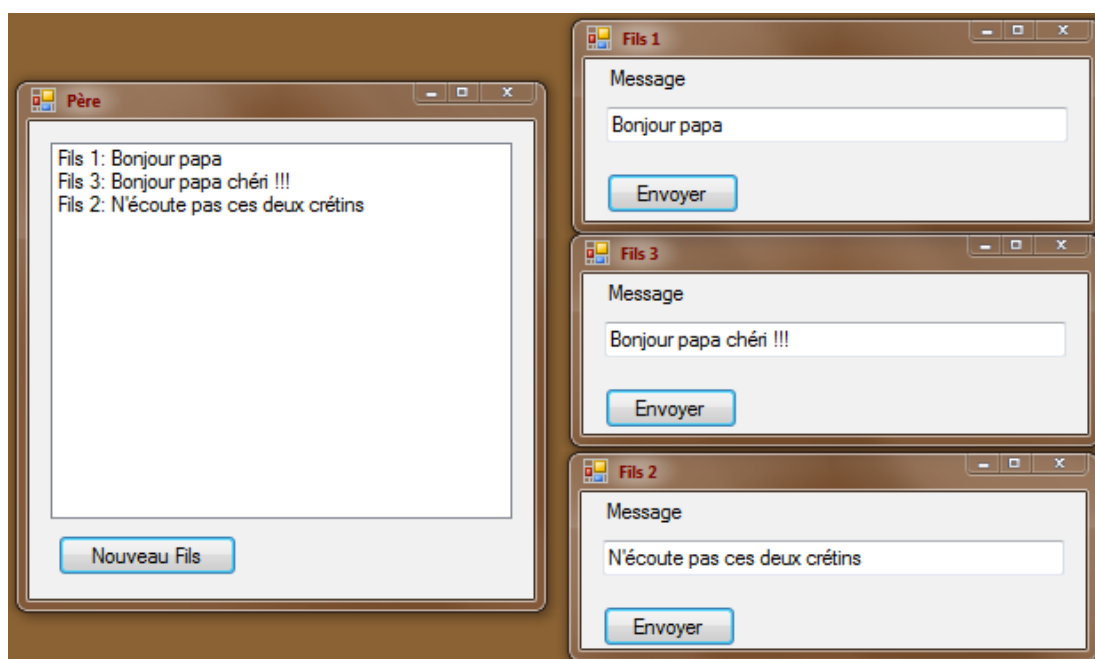 Père
Fils 1: Bonjour papa
Fils 3: Bonjour papa chéri !!!
Fils 2: N'écoute pas ces deux crétins
Nouveau Fils
Fils 1
Message
Bonjour papa
Envoyer
Fils 3
Message
Bonjour papa chéri !!!
Envoyer
Fils 2
Message
N'écoute pas ces deux crétins
Envoyer